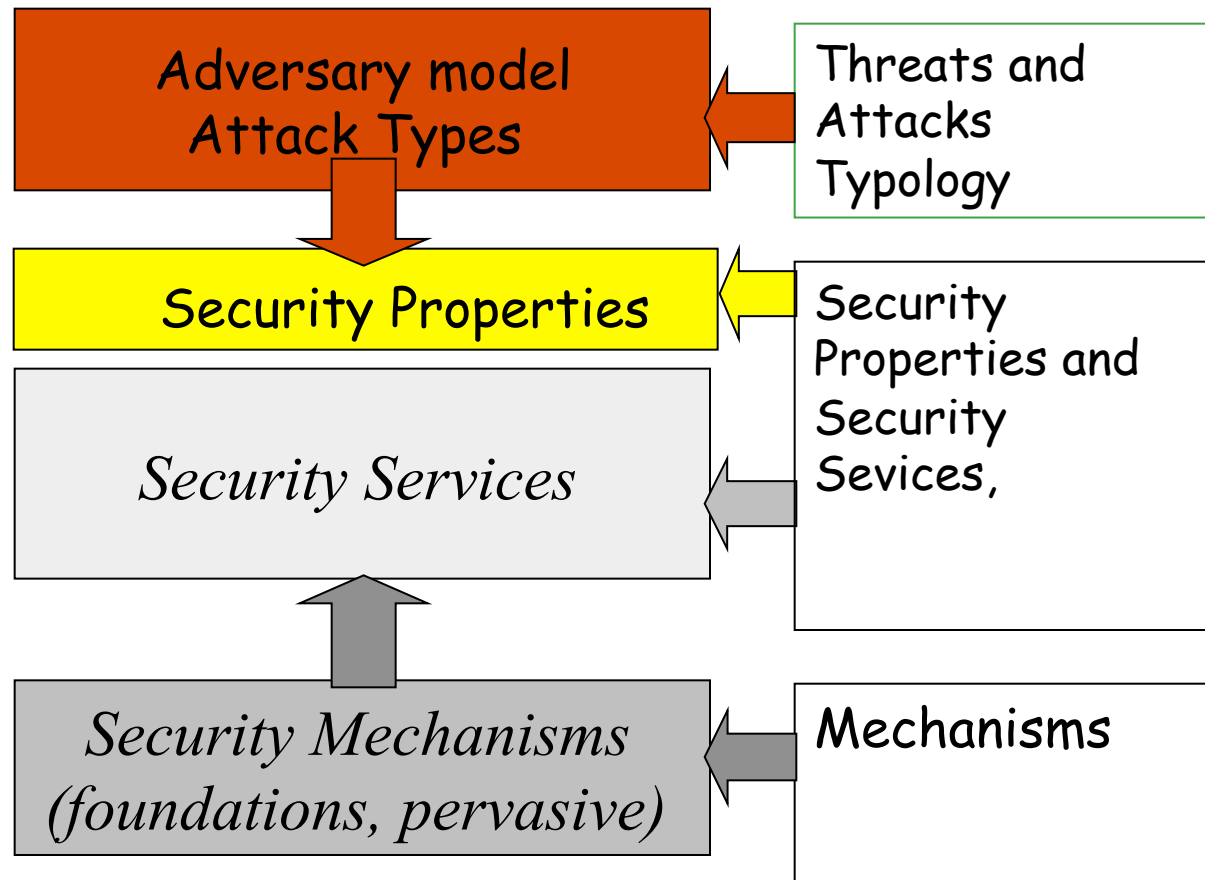 Adversary model
Attack Types
Threats and
Attacks
Typology
Security Properties
Security
Properties and
Security
Sevices,
Security Services
Security Mechanisms
(foundations, pervasive)
Mechanisms